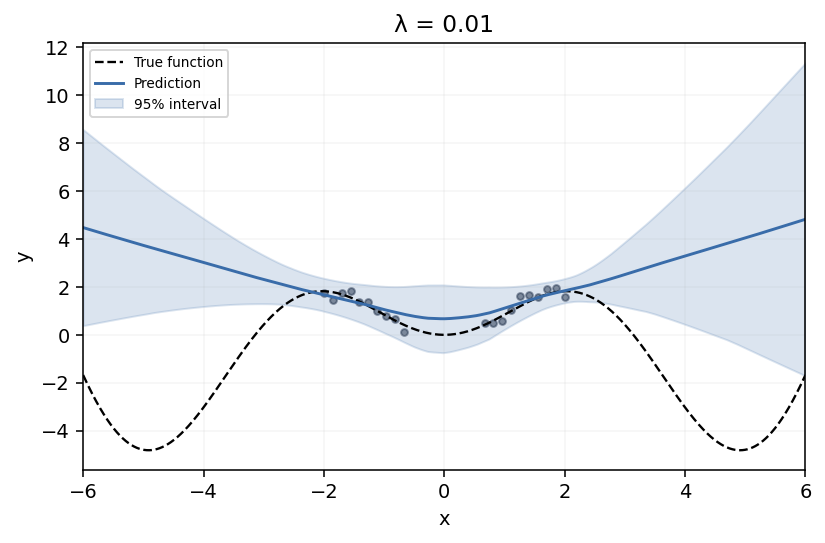 λ = 0.01
12
10
8
6
4
2
0
−2
−4
y
True function
Prediction
95% interval
−6 −4 −2 0 2 4 6
x